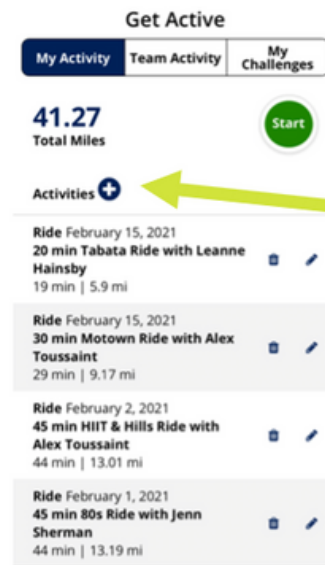 Get Active
My Activity
Team Activity
My
Challenges
41.27
Total Miles
Start
Activities
Ride February 15, 2021
20 min Tabata Ride with Leanne
Hainsby
19 min | 5.9 mi
Ride February 15, 2021
30 min Motown Ride with Alex
Toussaint
29 min | 9.17 mi
Ride February 2, 2021
45 min HIIT & Hills Ride with
Alex Toussaint
44 min | 13.01 mi
Ride February 1, 2021
45 min 80s Ride with Jenn
Sherman
44 min | 13.19 mi